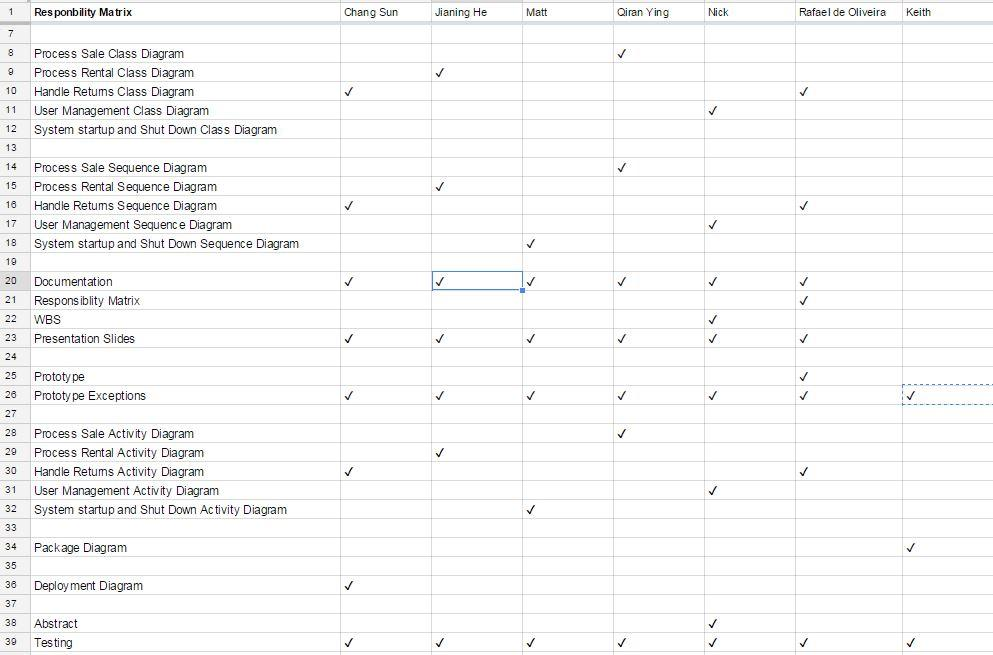 1 Responbility Matrix Chang Sun Jianing He Matt Qiran Ying Nick Rafael de Oliveira Keith
7
8 Process Sale Class Diagram ✓
9 Process Rental Class Diagram ✓
10 Handle Returns Class Diagram ✓ ✓
11 User Management Class Diagram ✓
12 System startup and Shut Down Class Diagram
13
14 Process Sale Sequence Diagram ✓
15 Process Rental Sequence Diagram ✓
16 Handle Returns Sequence Diagram ✓ ✓
17 User Management Sequence Diagram ✓
18 System startup and Shut Down Sequence Diagram ✓
19
20 Documentation ✓ ✓ ✓ ✓ ✓ ✓
21 Responsiblity Matrix ✓
22 WBS ✓
23 Presentation Slides ✓ ✓ ✓ ✓ ✓ ✓
24
25 Prototype ✓
26 Prototype Exceptions ✓ ✓ ✓ ✓ ✓ ✓ ✓
27
28 Process Sale Activity Diagram ✓
29 Process Rental Activity Diagram ✓
30 Handle Returns Activity Diagram ✓ ✓
31 User Management Activity Diagram ✓
32 System startup and Shut Down Activity Diagram ✓
33
34 Package Diagram ✓
35
36 Deployment Diagram ✓
37
38 Abstract ✓
39 Testing ✓ ✓ ✓ ✓ ✓ ✓ ✓